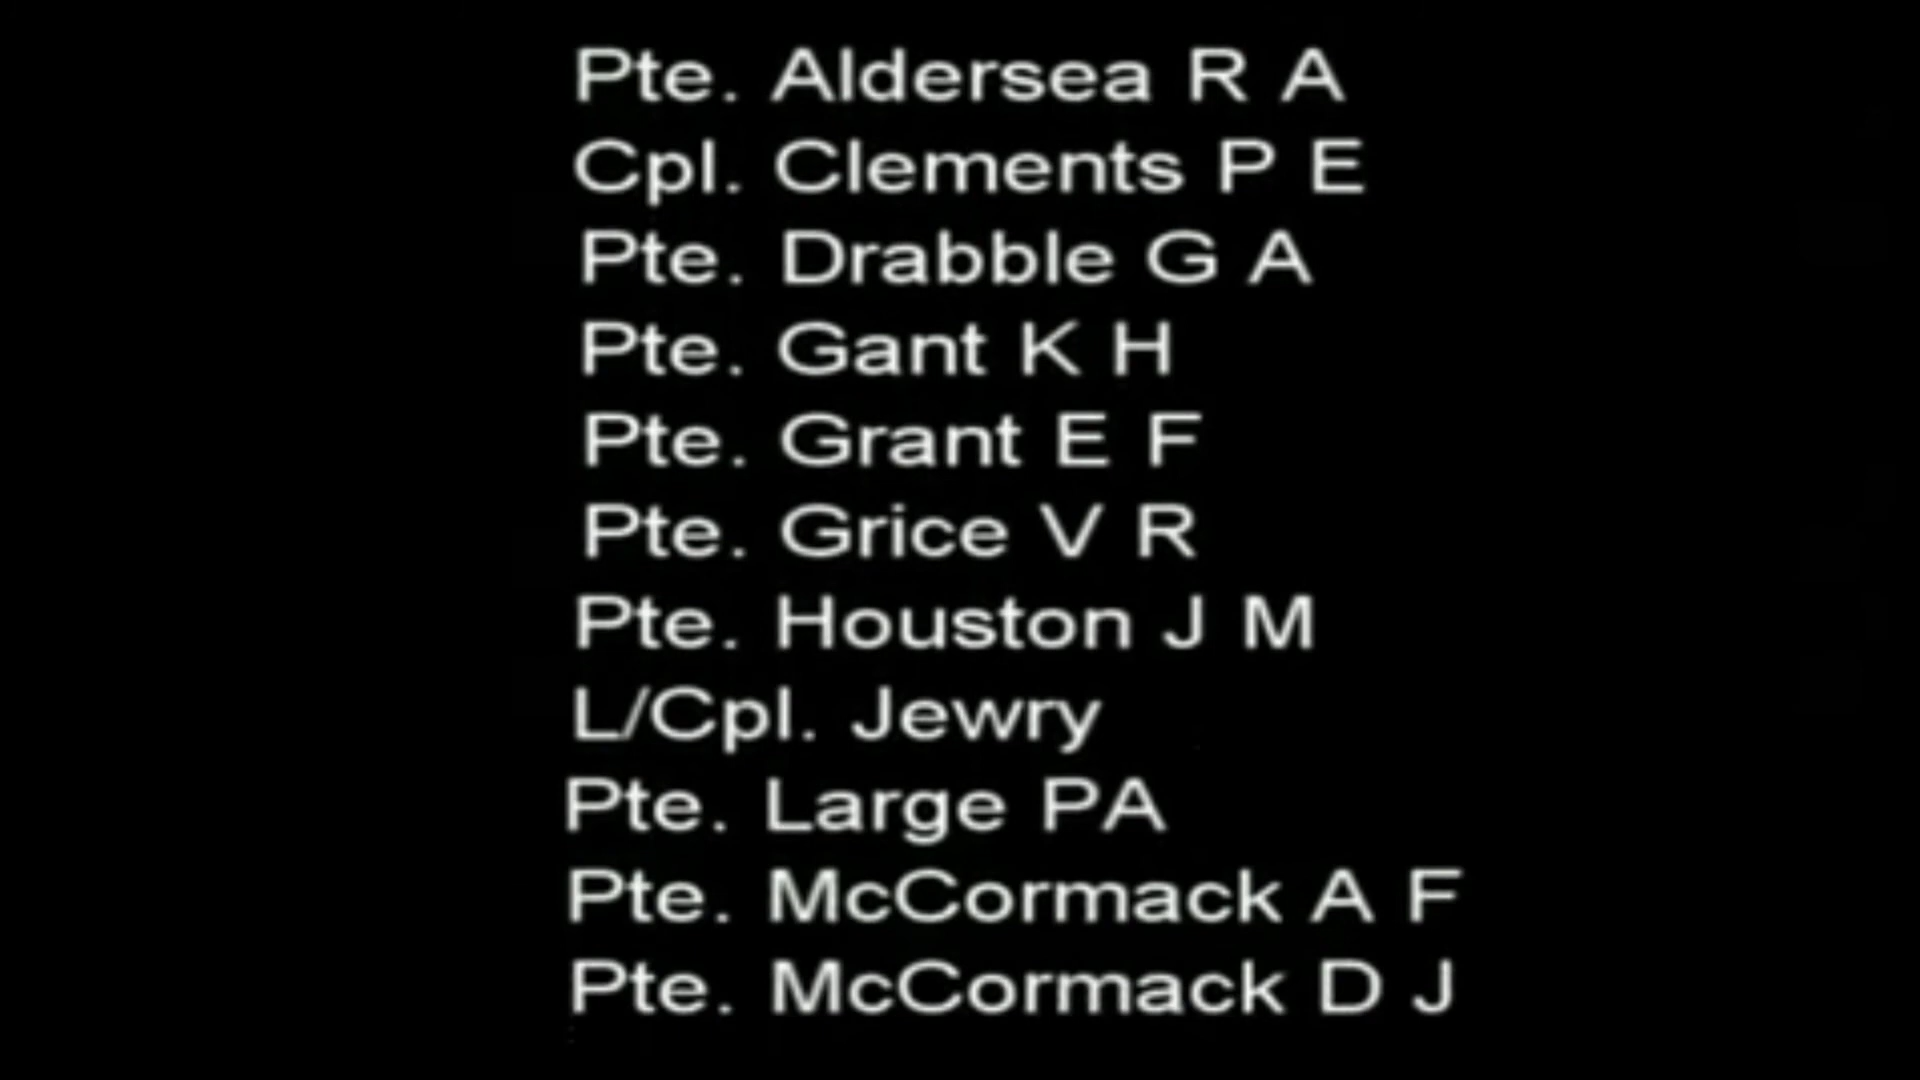 Pte. Aldersea R A
Cpl. Clements P E
Pte. Drabble G A
Pte. Gant K H
Pte. Grant E F
Pte. Grice V R
Pte. Houston J M
L/Cpl. Jewry
Pte. Large PA
Pte. McCormack A F
Pte. McCormack D J